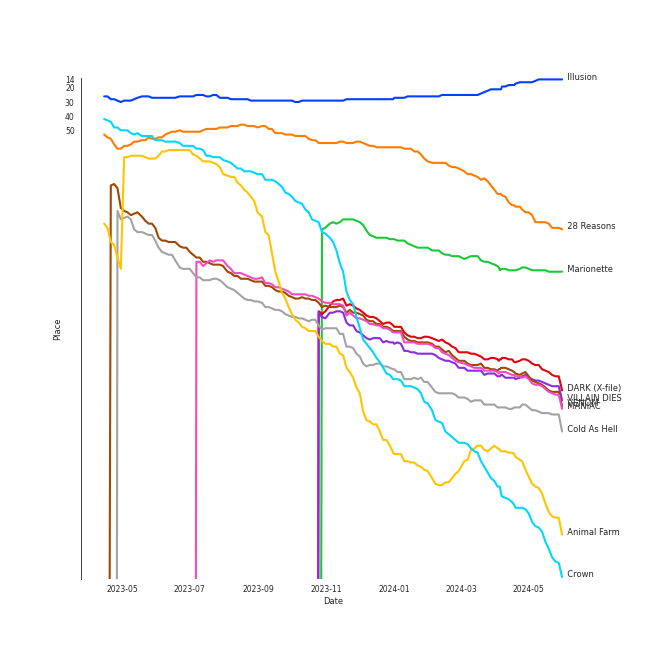 14
20
30
40
50
Place
Illusion
28 Reasons
Marionette
DARK (X-file)
VILLAIN DIES
MANIAC
Cold As Hell
Animal Farm
Crown
2023-05
2023-07
2023-09
2023-11
2024-01
2024-03
2024-05
Date